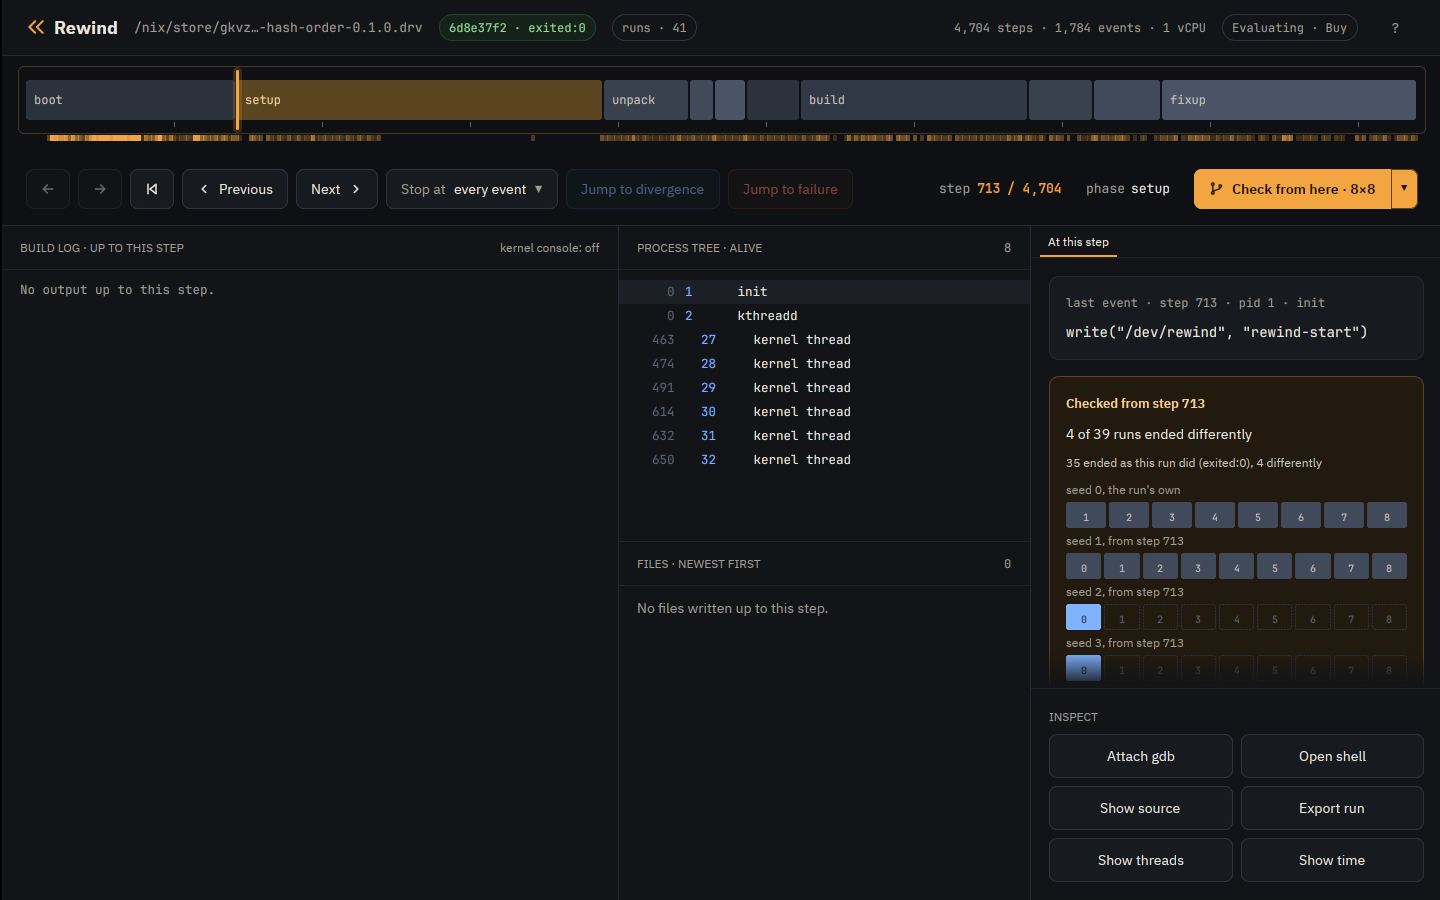 Rewind /nix/store/gkvz…-hash-order-0.1.0.drv 6d8e37f2 · exited:0 runs · 41 4,704 steps · 1,784 events · 1 vCPU Evaluating · Buy ?
boot setup unpack build fixup
Previous Next Stop at every event ▾ Jump to divergence Jump to failure step 713 / 4,704 phase setup Check from here · 8×8 ▾
BUILD LOG · UP TO THIS STEP kernel console: off
No output up to this step.
PROCESS TREE · ALIVE 8
0 1 init
0 2 kthreadd
463 27 kernel thread
474 28 kernel thread
491 29 kernel thread
614 30 kernel thread
632 31 kernel thread
650 32 kernel thread
FILES · NEWEST FIRST 0
No files written up to this step.
At this step
last event · step 713 · pid 1 · init
write("/dev/rewind", "rewind-start")
Checked from step 713
4 of 39 runs ended differently
35 ended as this run did (exited:0), 4 differently
seed 0, the run's own
1 2 3 4 5 6 7 8
seed 1, from step 713
0 1 2 3 4 5 6 7 8
seed 2, from step 713
0 1 2 3 4 5 6 7 8
seed 3, from step 713
0 1 2 3 4 5 6 7 8
INSPECT
Attach gdb Open shell
Show source Export run
Show threads Show time